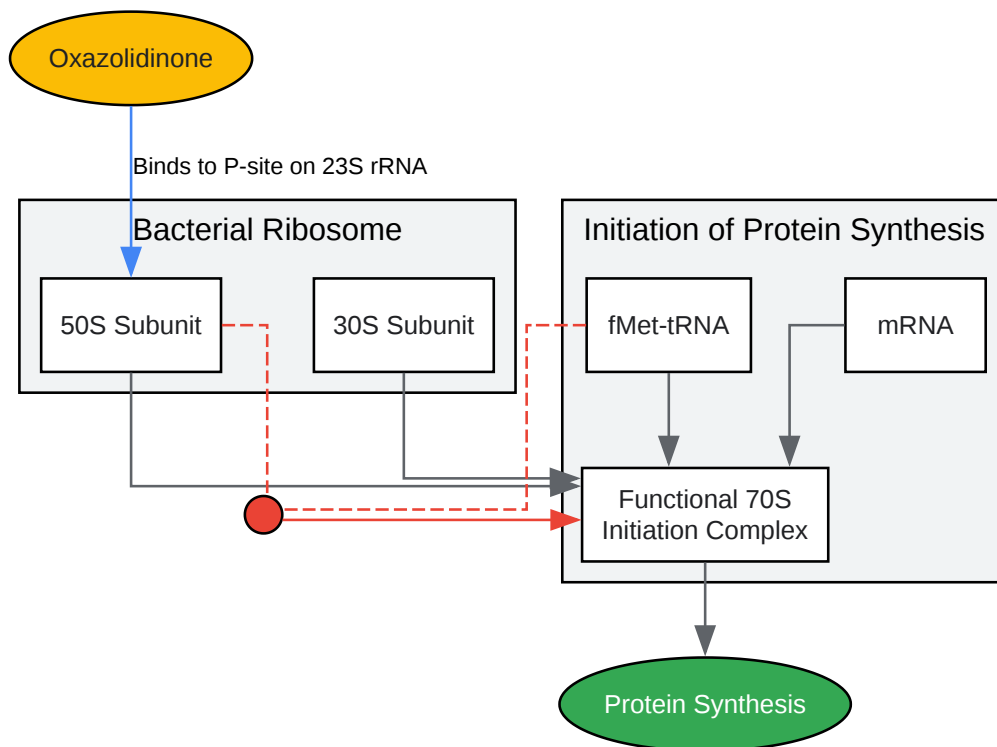 Oxazolidinone
Binds to P-site on 23S rRNA
Bacterial Ribosome
Initiation of Protein Synthesis
50S Subunit
30S Subunit
fMet-tRNA
mRNA
Functional 70S
Initiation Complex
Protein Synthesis